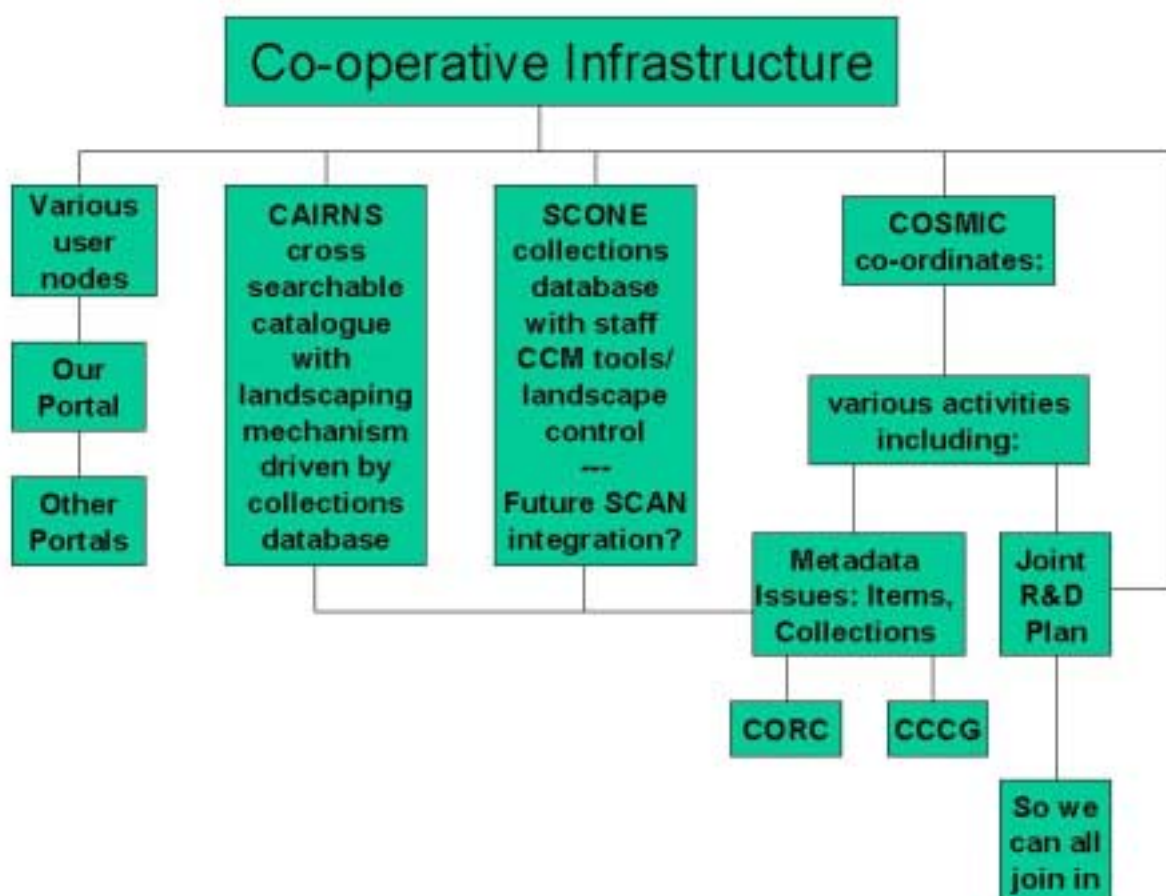 Co-operative Infrastructure
Various
user
nodes
Our
Portal
Other
Portals
CAIRNS
cross
searchable
catalogue
with
landscaping
mechanism
driven by
collections
database
SCONE
collections
database
with staff
CCM tools/
landscape
control
---
Future SCAN
integration?
COSMIC
co-ordinates:
various activities
including:
Metadata
Issues: Items,
Collections
CORC
CCCG
Joint
R&D
Plan
So we
can all
join in